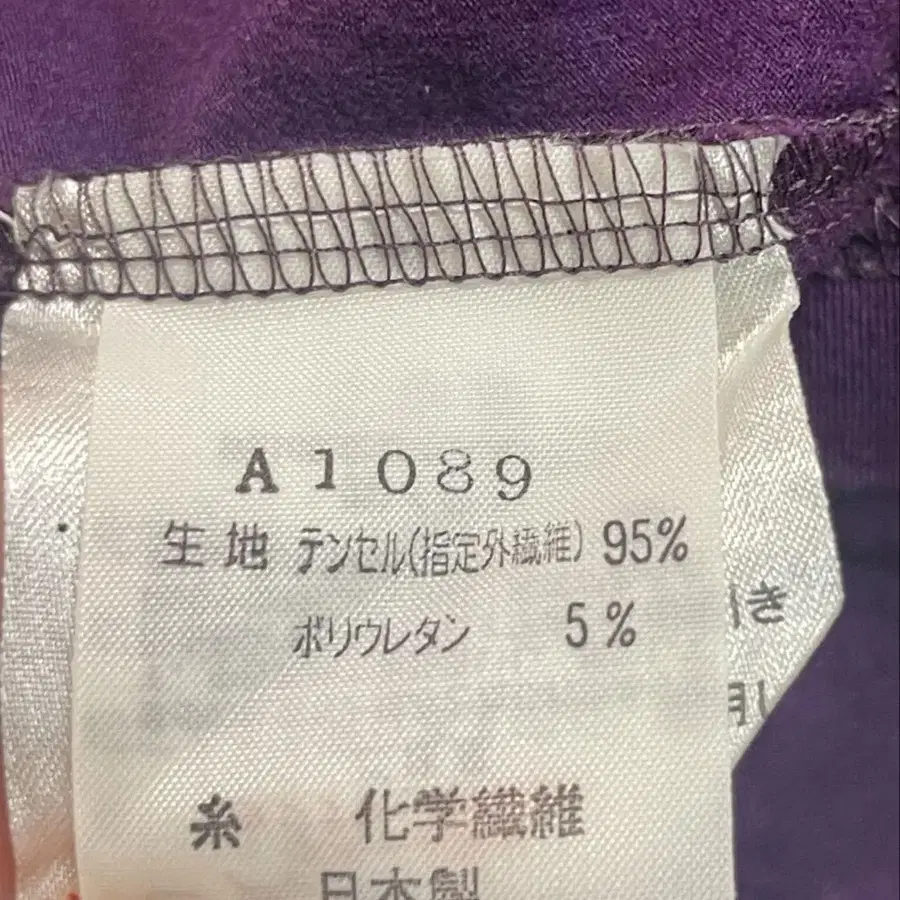 A1089
生地 テンセル(指定外繊維) 95%
ポリウレタン 5%
糸 化学繊維
日本製
き